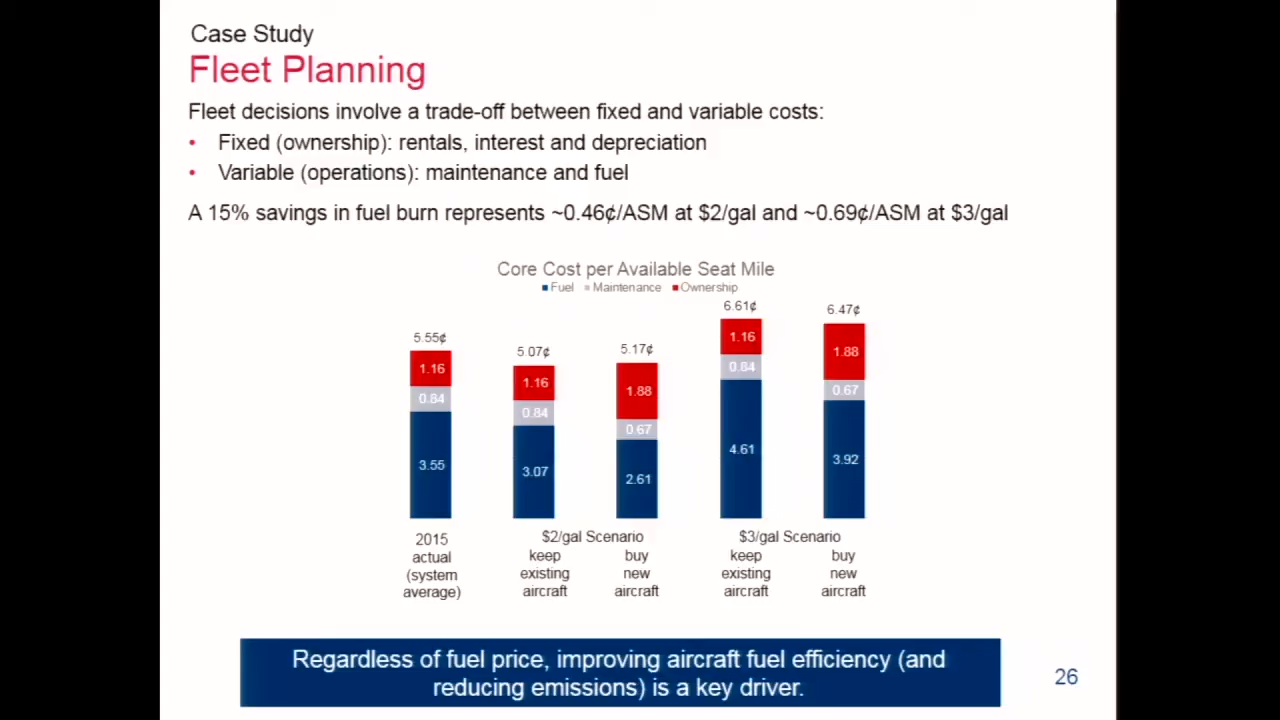 Case Study
Fleet Planning
Fleet decisions involve a trade-off between fixed and variable costs:
• Fixed (ownership): rentals, interest and depreciation
• Variable (operations): maintenance and fuel
A 15% savings in fuel burn represents ~0.46¢/ASM at $2/gal and ~0.69¢/ASM at $3/gal
Core Cost per Available Seat Mile
Fuel Maintenance Ownership
5.55¢ 5.07¢ 5.17¢ 6.61¢ 6.47¢
1.16 1.16 1.88 1.16 1.88
0.84 0.84 0.67 0.84 0.67
3.55 3.07 2.61 4.61 3.92
2015 $2/gal Scenario $3/gal Scenario
actual keep buy keep buy
(system existing new existing new
average) aircraft aircraft aircraft aircraft
Regardless of fuel price, improving aircraft fuel efficiency (and
reducing emissions) is a key driver.
26